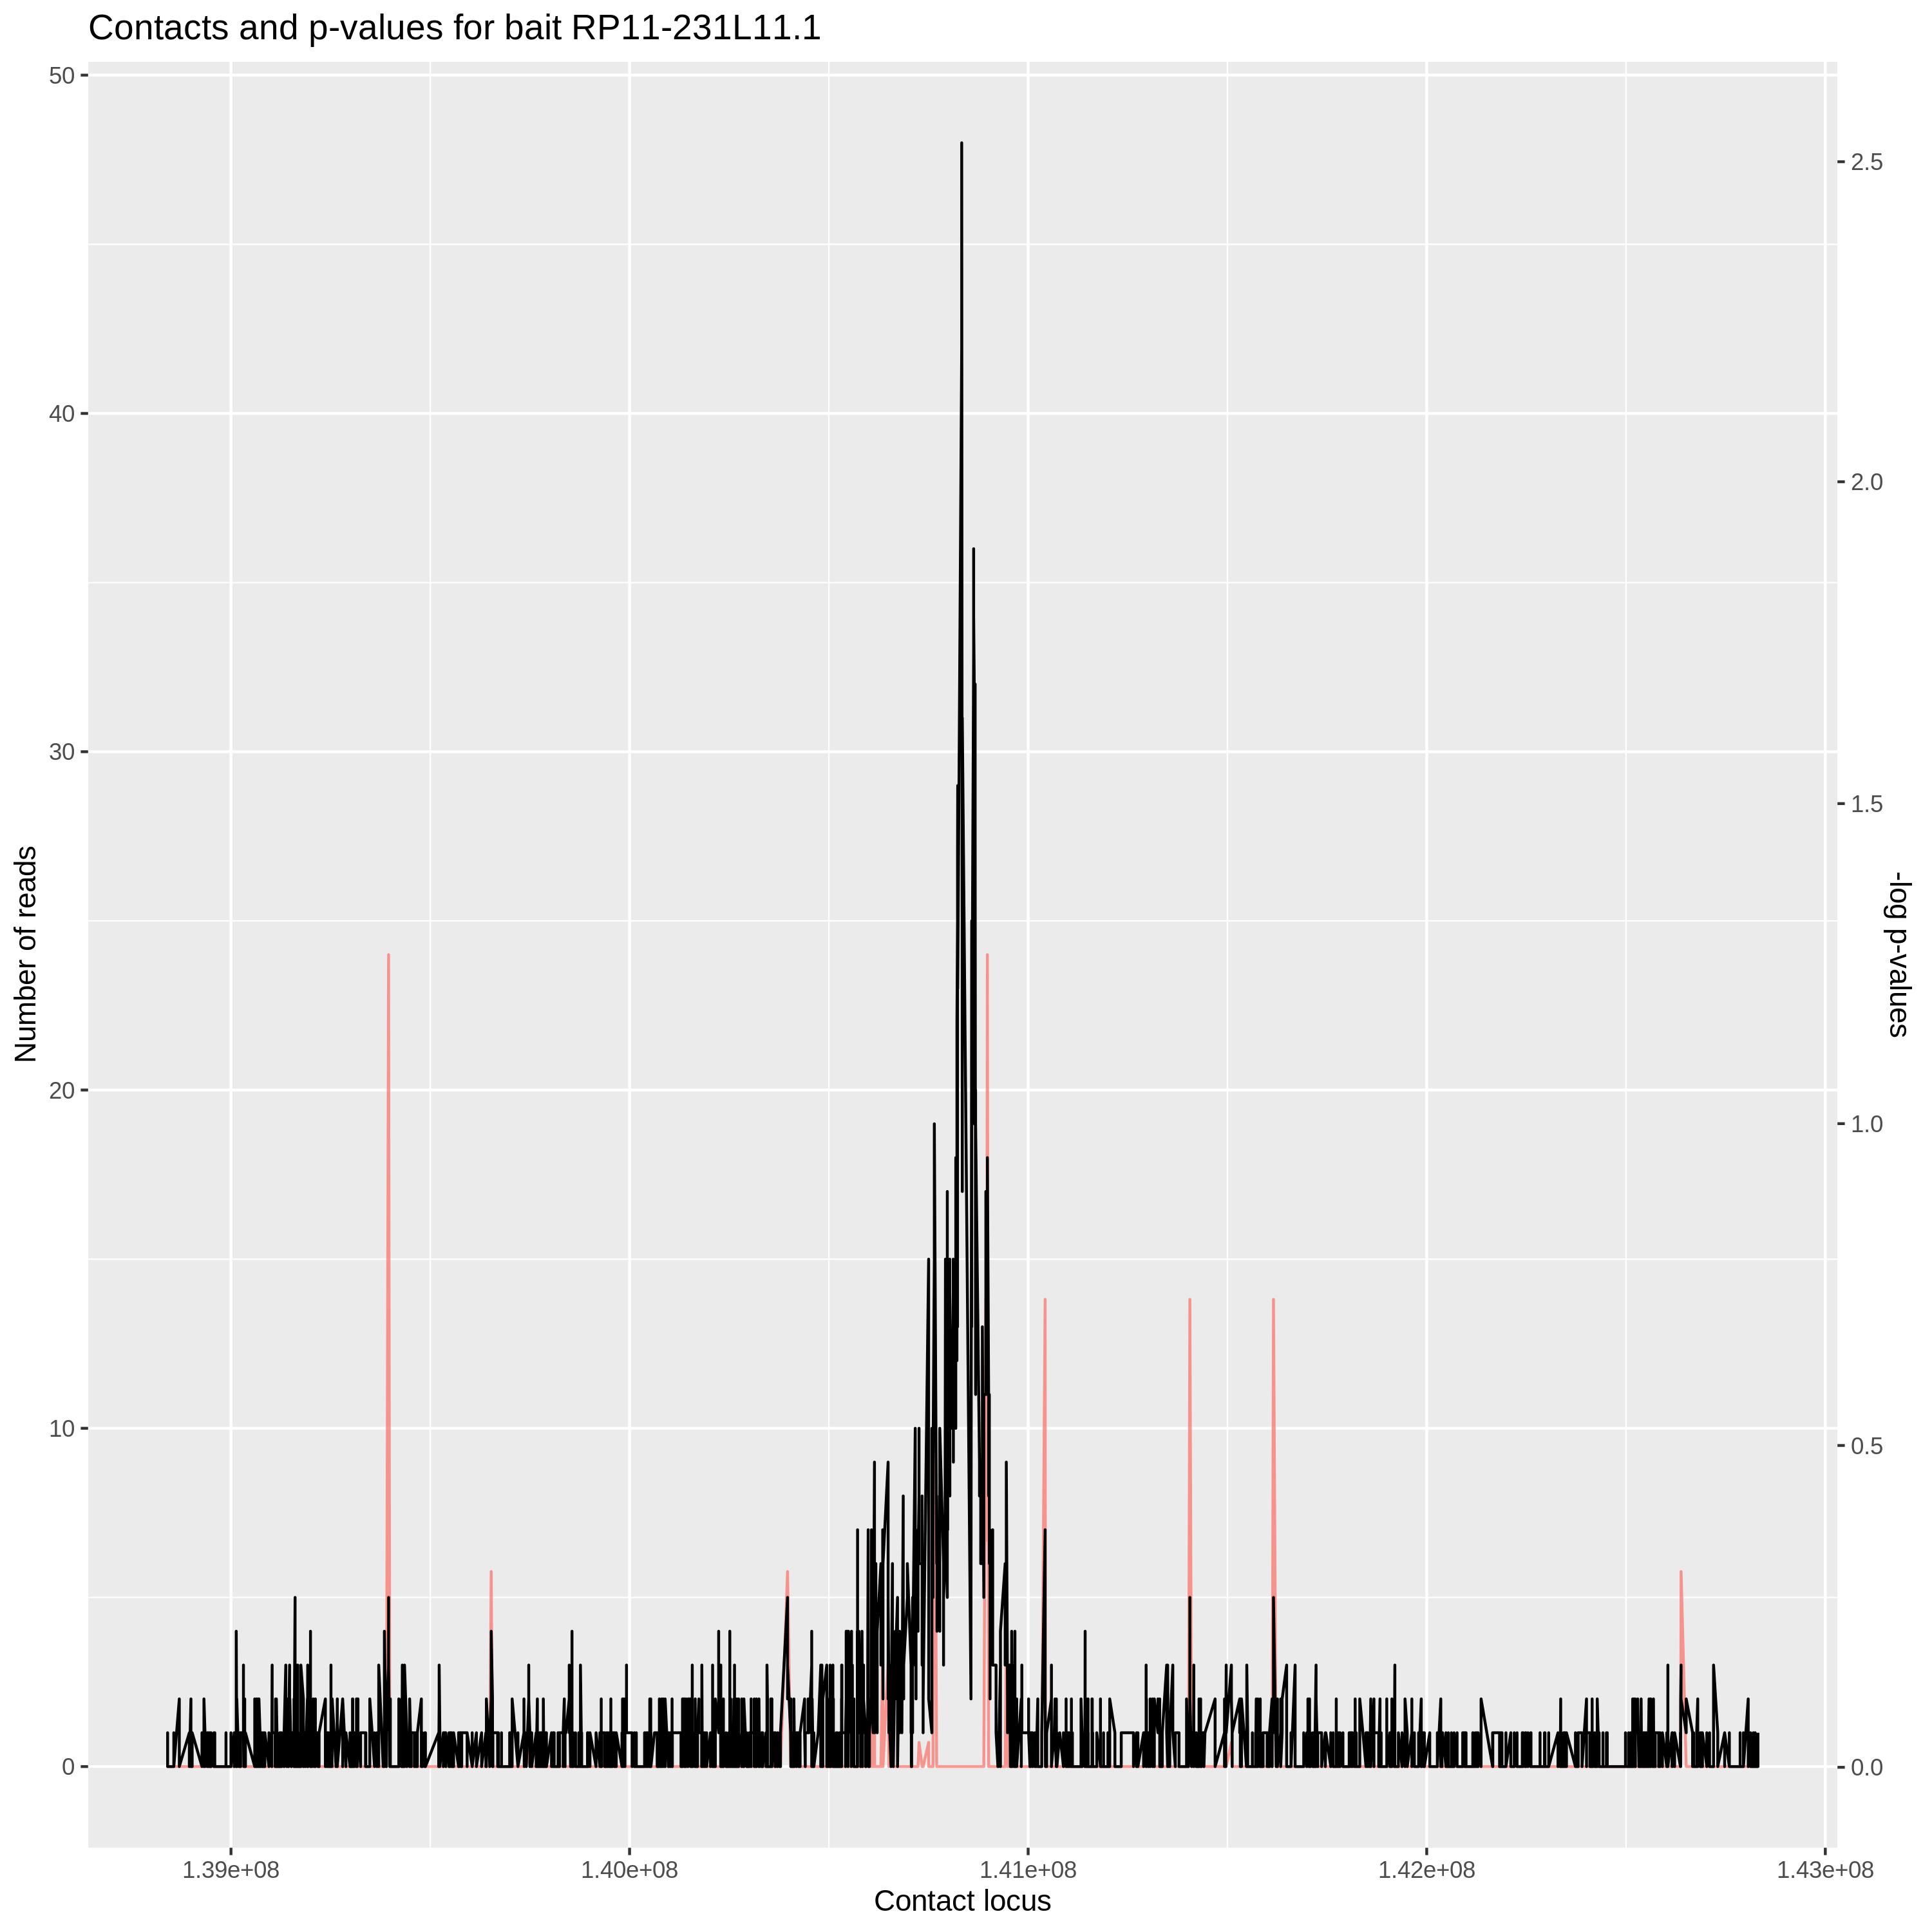 Contacts and p-values for bait RP11-231L11.1
50
40
30
20
10
0
Number of reads
2.5
2.0
1.5
1.0
0.5
0.0
-log p-values
1.39e+08
1.40e+08
1.41e+08
1.42e+08
1.43e+08
Contact locus